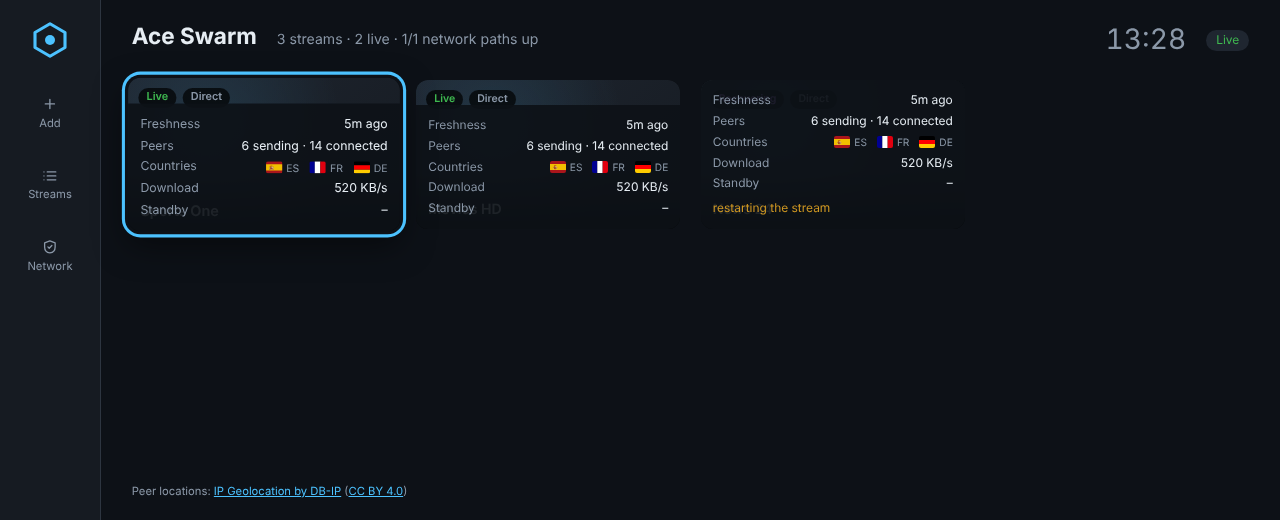 Ace Swarm
3 streams · 2 live · 1/1 network paths up
13:28
Live
Add
Streams
Network
Live Direct
Freshness 5m ago
Peers 6 sending · 14 connected
Countries ES FR DE
Download 520 KB/s
Standby –
One
Live Direct
Freshness 5m ago
Peers 6 sending · 14 connected
Countries ES FR DE
Download 520 KB/s
Standby –
HD
Direct
Freshness 5m ago
Peers 6 sending · 14 connected
Countries ES FR DE
Download 520 KB/s
Standby –
restarting the stream
Peer locations: IP Geolocation by DB-IP (CC BY 4.0)